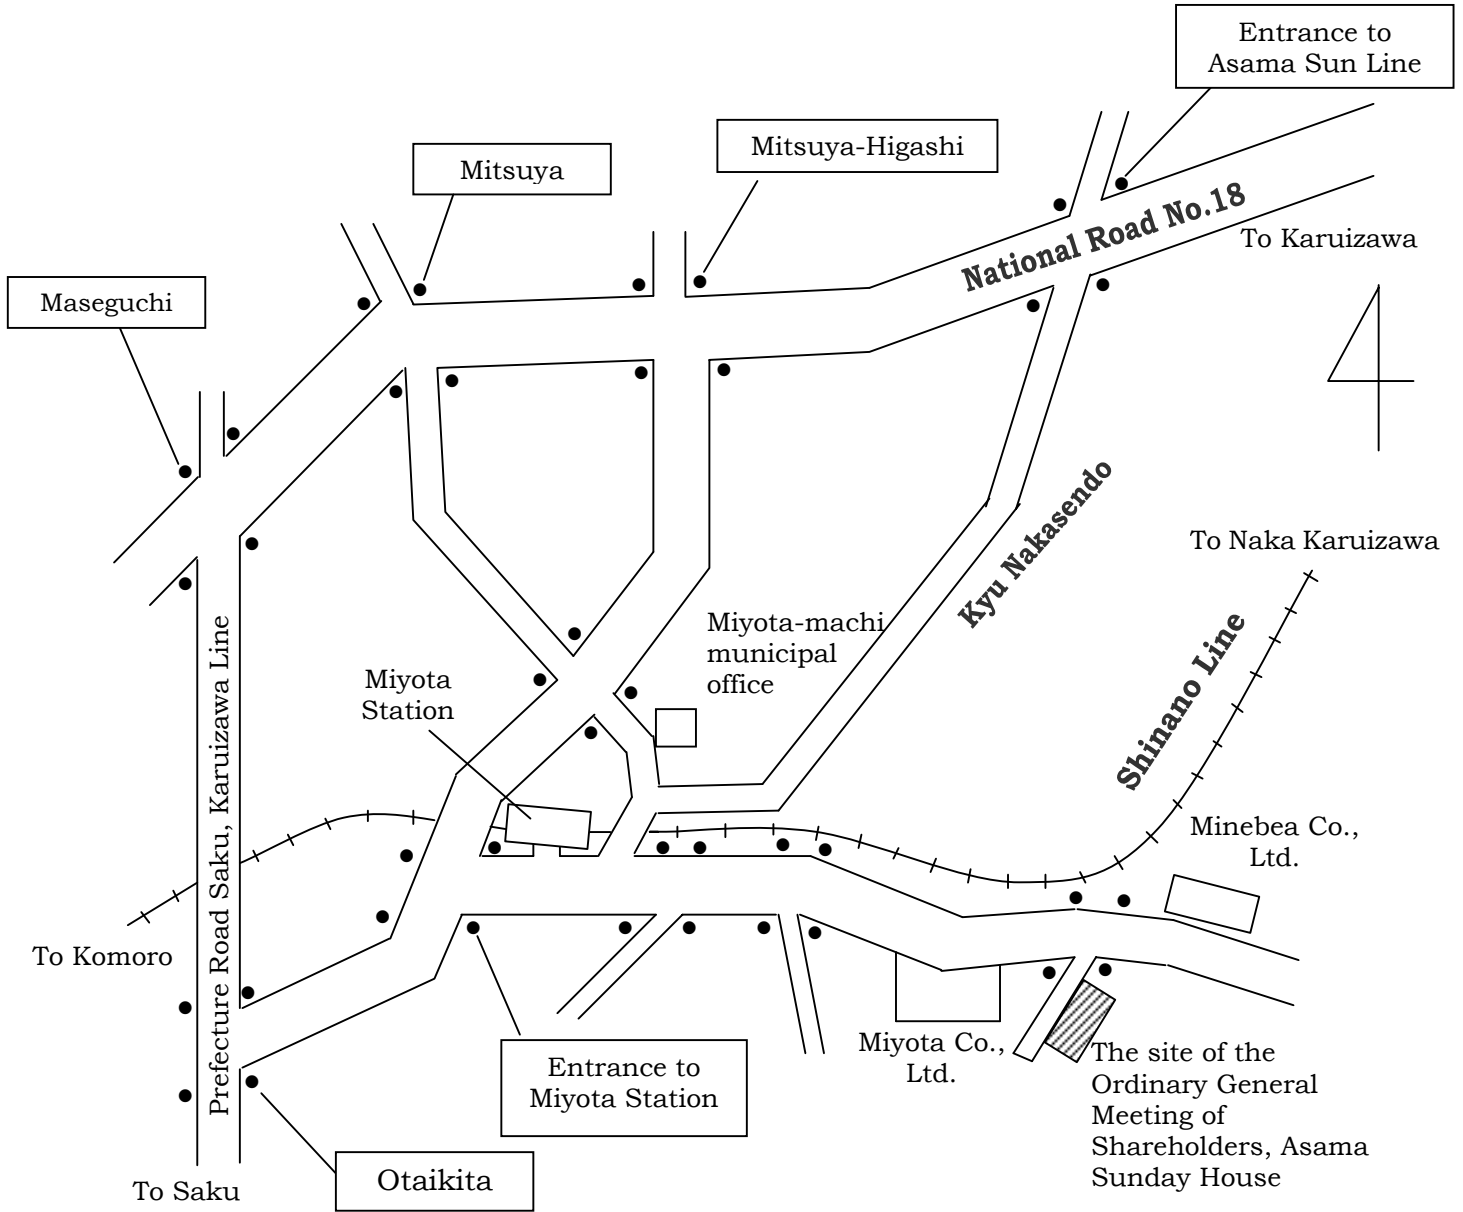 Entrance to
Asama Sun Line
Mitsuya-Higashi
Mitsuya
National Road No.18
To Karuizawa
Maseguchi
Kyu Nakasendo
To Naka Karuizawa
Miyota-machi
municipal
office
Shinano Line
Miyota
Station
Prefecture Road Saku, Karuizawa Line
Minebea Co.,
Ltd.
To Komoro
Miyota Co.,
Ltd.
The site of the
Ordinary General
Meeting of
Shareholders, Asama
Sunday House
Entrance to
Miyota Station
Otaikita
To Saku